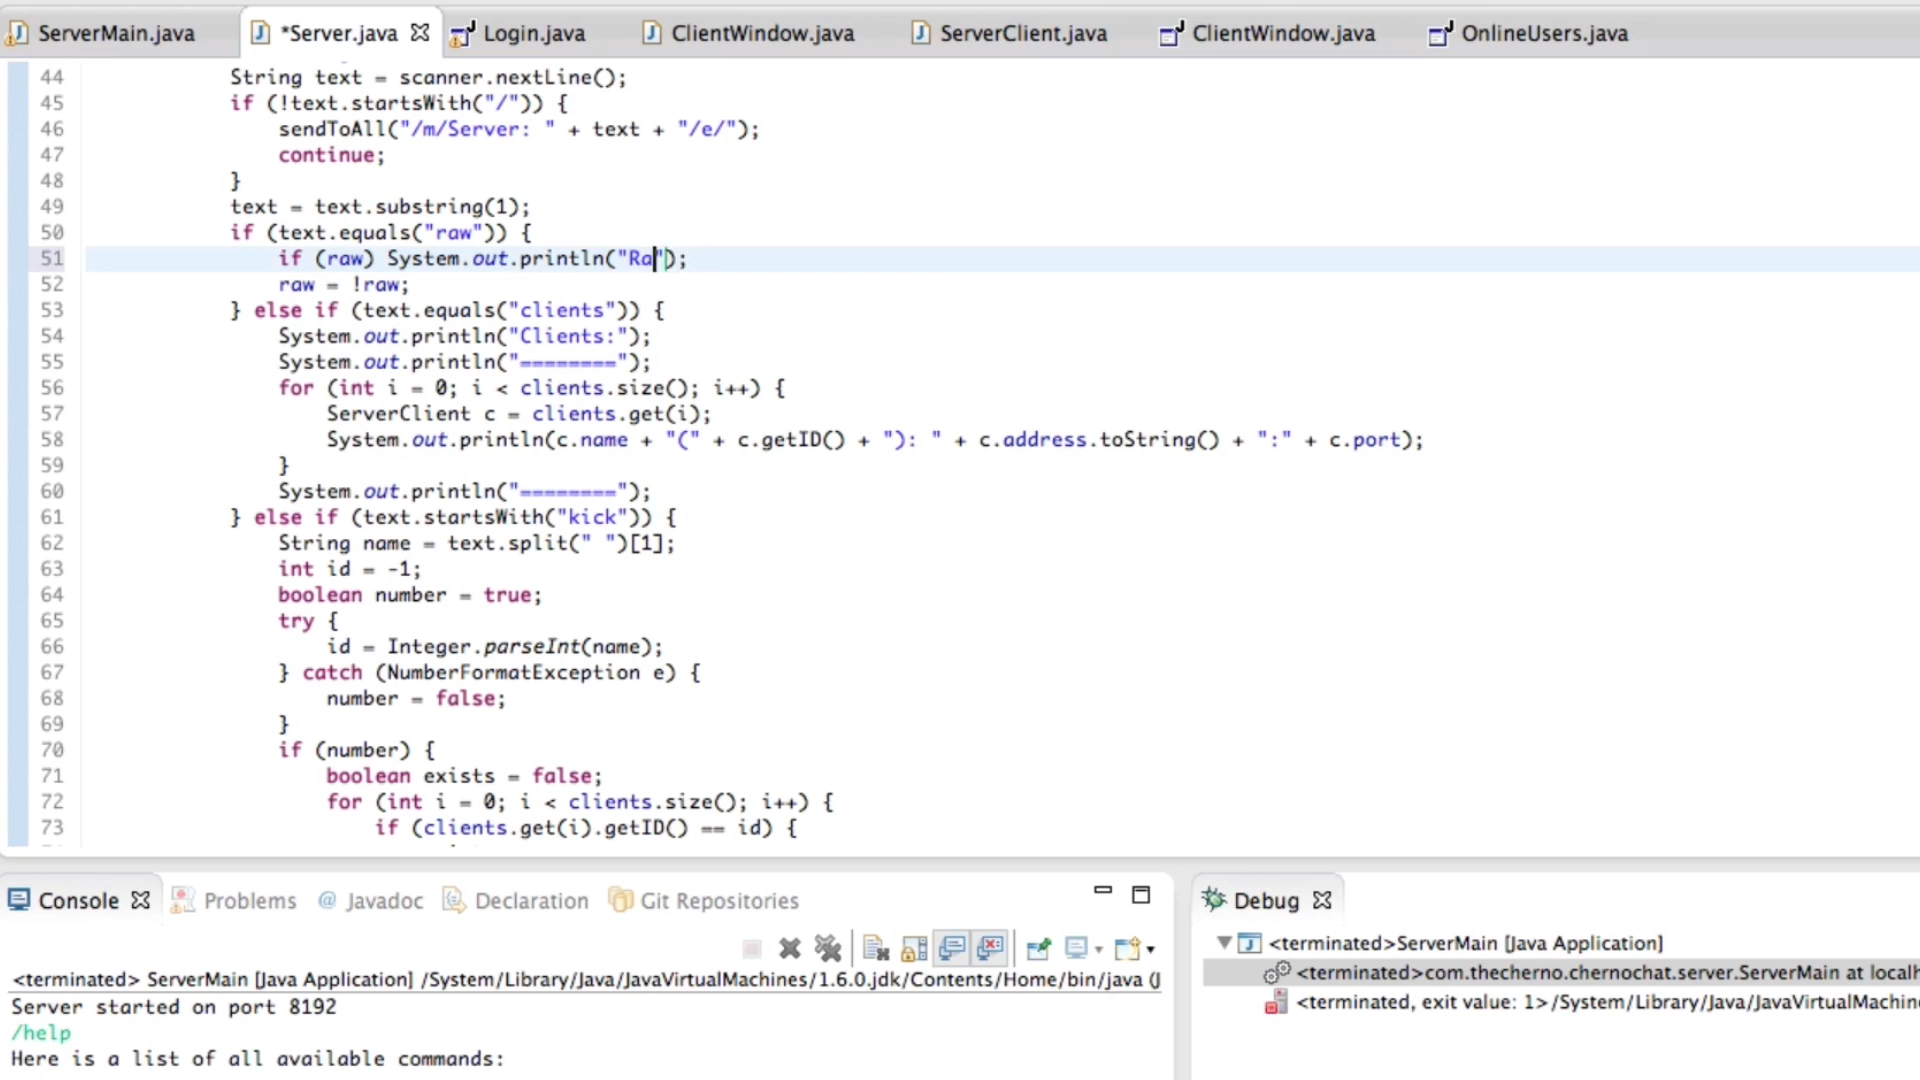 ServerMain.java *Server.java Login.java ClientWindow.java ServerClient.java ClientWindow.java OnlineUsers.java
44 String text = scanner.nextLine();
45 if (!text.startsWith("/")) {
46 sendToAll("/m/Server: " + text + "/e/");
47 continue;
48 }
49 text = text.substring(1);
50 if (text.equals("raw")) {
51 if (raw) System.out.println("Ra");
52 raw = !raw;
53 } else if (text.equals("clients")) {
54 System.out.println("Clients:");
55 System.out.println("========");
56 for (int i = 0; i < clients.size(); i++) {
57 ServerClient c = clients.get(i);
58 System.out.println(c.name + "(" + c.getID() + "): " + c.address.toString() + ":" + c.port);
59 }
60 System.out.println("========");
61 } else if (text.startsWith("kick")) {
62 String name = text.split(" ")[1];
63 int id = -1;
64 boolean number = true;
65 try {
66 id = Integer.parseInt(name);
67 } catch (NumberFormatException e) {
68 number = false;
69 }
70 if (number) {
71 boolean exists = false;
72 for (int i = 0; i < clients.size(); i++) {
73 if (clients.get(i).getID() == id) {
Console Problems @ Javadoc Declaration Git Repositories
<terminated> ServerMain [Java Application] /System/Library/Java/JavaVirtualMachines/1.6.0.jdk/Contents/Home/bin/java (J
Server started on port 8192
/help
Here is a list of all available commands:
Debug
<terminated>ServerMain [Java Application]
<terminated>com.thecherno.chernochat.server.ServerMain at localh
<terminated, exit value: 1>/System/Library/Java/JavaVirtualMachine